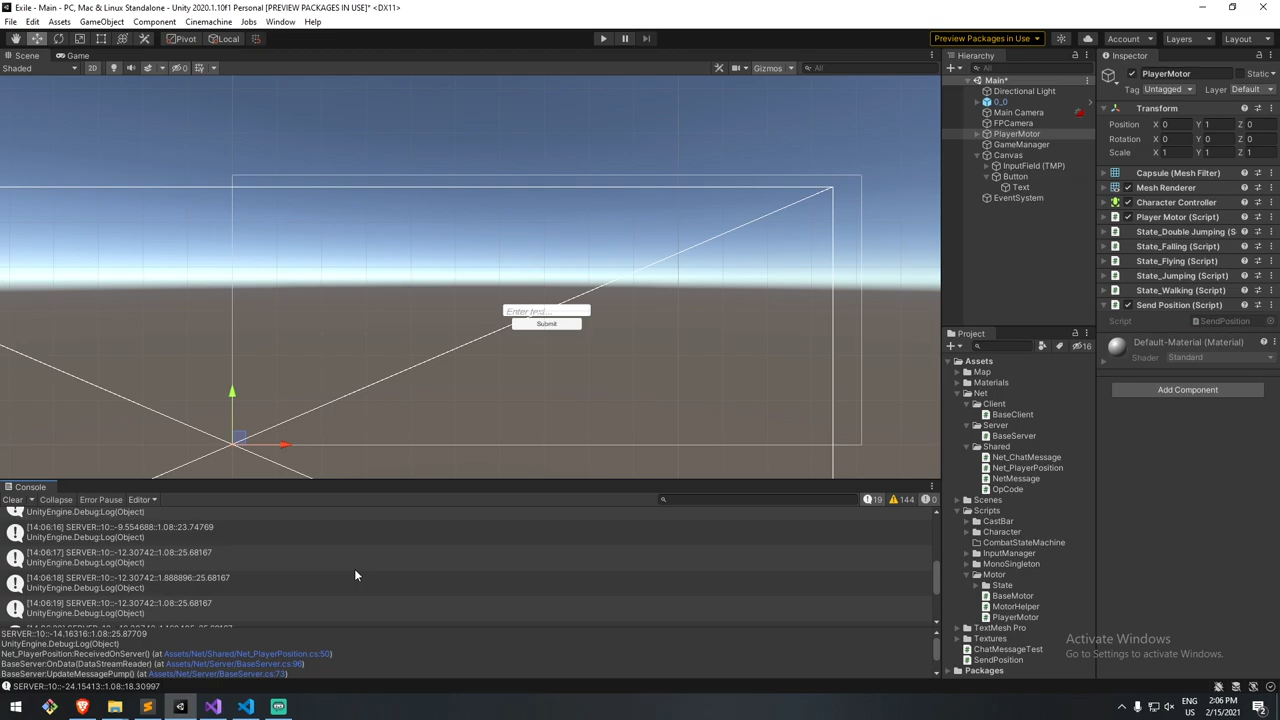 Exile - Main - PC, Mac & Linux Standalone - Unity 2020.1.10f1 Personal [PREVIEW PACKAGES IN USE]* <DX11>
File Edit Assets GameObject Component Cinemachine Jobs Window Help
Pivot Local Preview Packages in Use Account Layers Layout
Scene Game
Shaded 2D 0 Gizmos All
Enter text...
Submit
Hierarchy
All
Main*
Directional Light
0_0
Main Camera
FPCamera
PlayerMotor
GameManager
Canvas
InputField (TMP)
Button
Text
EventSystem
Inspector
PlayerMotor Static
Tag Untagged Layer Default
Transform
Position X 0 Y 1 Z 0
Rotation X 0 Y 0 Z 0
Scale X 1 Y 1 Z 1
Capsule (Mesh Filter)
Mesh Renderer
Character Controller
Player Motor (Script)
State_Double Jumping (S
State_Falling (Script)
State_Flying (Script)
State_Jumping (Script)
State_Walking (Script)
Send Position (Script)
Script SendPosition
Default-Material (Material)
Shader Standard
Add Component
Project
16
Assets
Map
Materials
Net
Client
BaseClient
Server
BaseServer
Shared
Net_ChatMessage
Net_PlayerPosition
NetMessage
OpCode
Scenes
Scripts
CastBar
Character
CombatStateMachine
InputManager
MonoSingleton
Motor
State
BaseMotor
MotorHelper
PlayerMotor
TextMesh Pro
Textures
ChatMessageTest
SendPosition
Packages
Console
Clear Collapse Error Pause Editor 19 144 0
UnityEngine.Debug:Log(Object)
[14:06:16] SERVER::10::-9.554688::1.08::23.74769
UnityEngine.Debug:Log(Object)
[14:06:17] SERVER::10::-12.30742::1.08::25.68167
UnityEngine.Debug:Log(Object)
[14:06:18] SERVER::10::-12.30742::1.888896::25.68167
UnityEngine.Debug:Log(Object)
[14:06:19] SERVER::10::-12.30742::1.08::25.68167
UnityEngine.Debug:Log(Object)
SERVER::10::-14.16316::1.08::25.87709
UnityEngine.Debug:Log(Object)
Net_PlayerPosition:ReceivedOnServer() (at Assets/Net/Shared/Net_PlayerPosition.cs:50)
BaseServer:OnData(DataStreamReader) (at Assets/Net/Server/BaseServer.cs:96)
BaseServer:UpdateMessagePump() (at Assets/Net/Server/BaseServer.cs:73)
SERVER::10::-24.15413::1.08::18.30997
Activate Windows
Go to Settings to activate Windows.
ENG
US
2:06 PM
2/15/2021
2